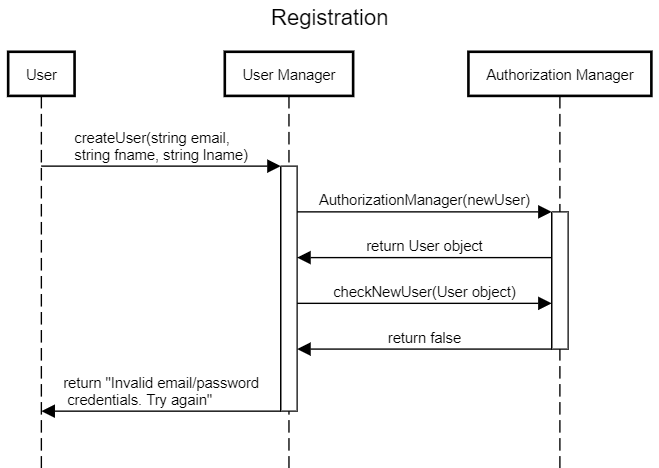 Registration
User
User Manager
Authorization Manager
createUser(string email,
string fname, string lname)
AuthorizationManager(newUser)
return User object
checkNewUser(User object)
return false
return "Invalid email/password
credentials. Try again"